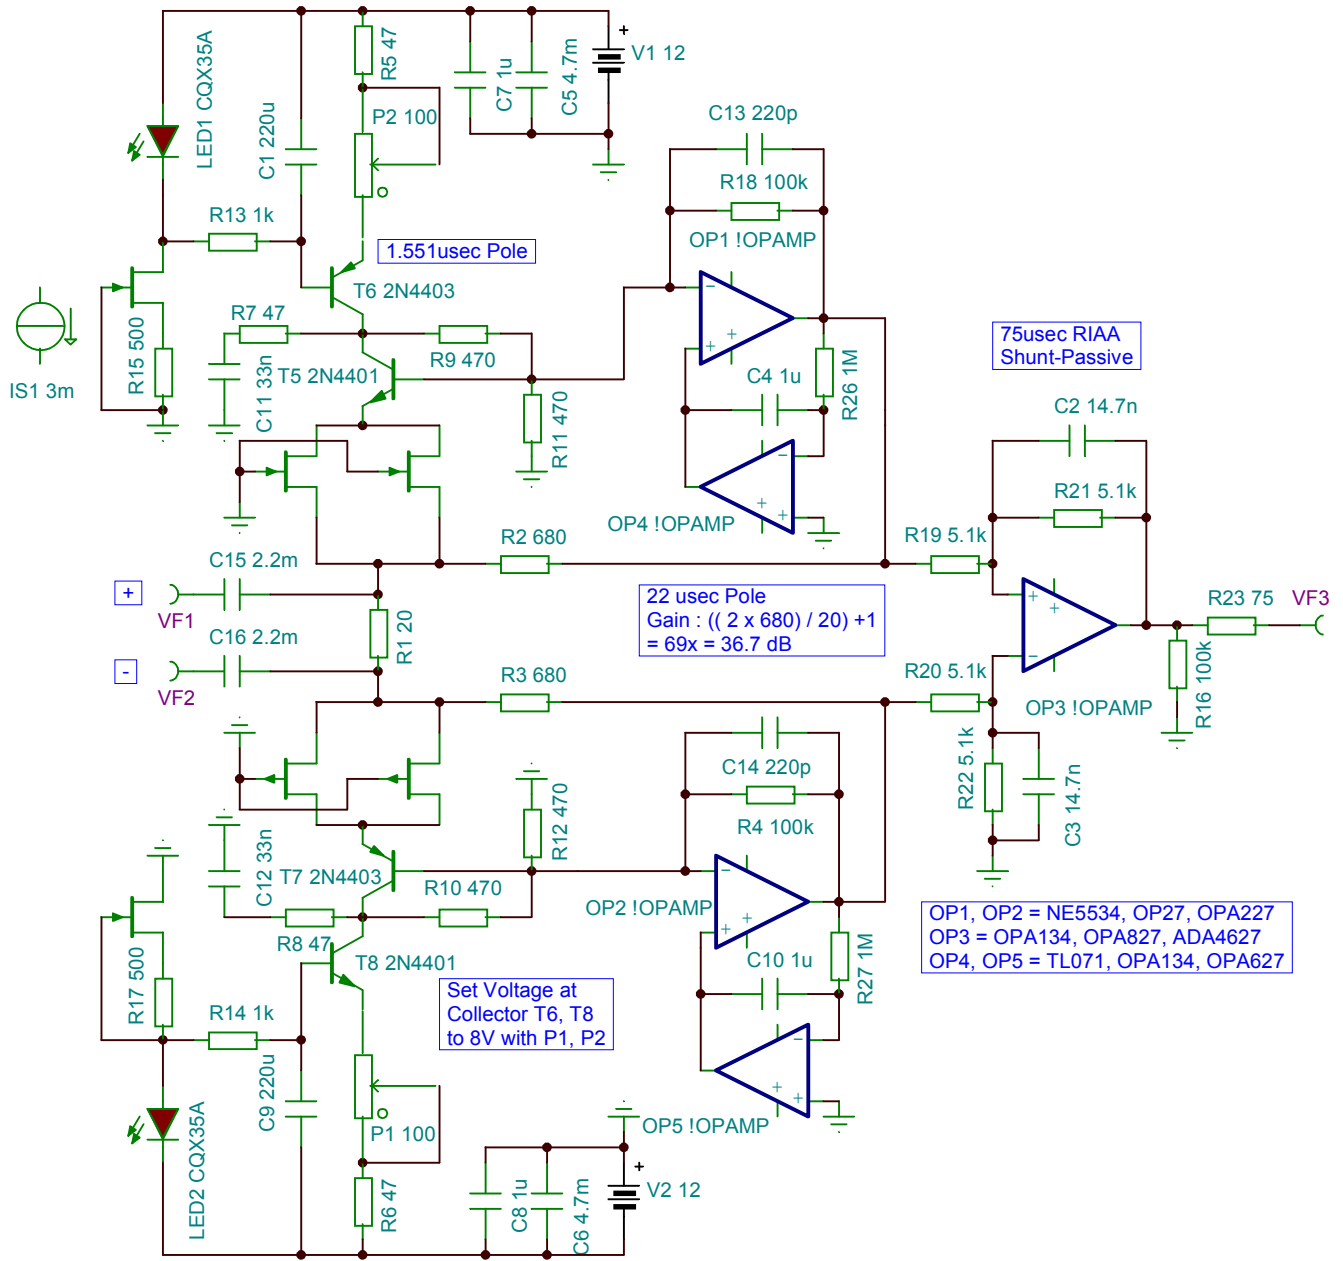 LED1 CQX35A
C1 220u
R5 47
P2 100
C7 1u
C5 4.7m
+
V1 12
C13 220p
R18 100k
OP1 !OPAMP
R13 1k
1.551usec Pole
T6 2N4403
IS1 3m
R15 500
R7 47
C11 33n
T5 2N4401
R9 470
R11 470
C4 1u
R26 1M
OP4 !OPAMP
75usec RIAA
Shunt-Passive
C2 14.7n
R21 5.1k
R19 5.1k
R2 680
C15 2.2m
+
VF1
C16 2.2m
R1 20
-
VF2
22 usec Pole
Gain : (( 2 x 680) / 20) +1
= 69x = 36.7 dB
R23 75
VF3
R16 100k
OP3 !OPAMP
R20 5.1k
R3 680
R22 5.1k
C3 14.7n
C14 220p
R4 100k
R12 470
C12 33n
T7 2N4403
R10 470
OP2 !OPAMP
R8 47
T8 2N4401
C10 1u
R27 1M
OP1, OP2 = NE5534, OP27, OPA227
OP3 = OPA134, OPA827, ADA4627
OP4, OP5 = TL071, OPA134, OPA627
R17 500
R14 1k
Set Voltage at
Collector T6, T8
to 8V with P1, P2
C9 220u
P1 100
OP5 !OPAMP
LED2 CQX35A
R6 47
C8 1u
C6 4.7m
+
V2 12